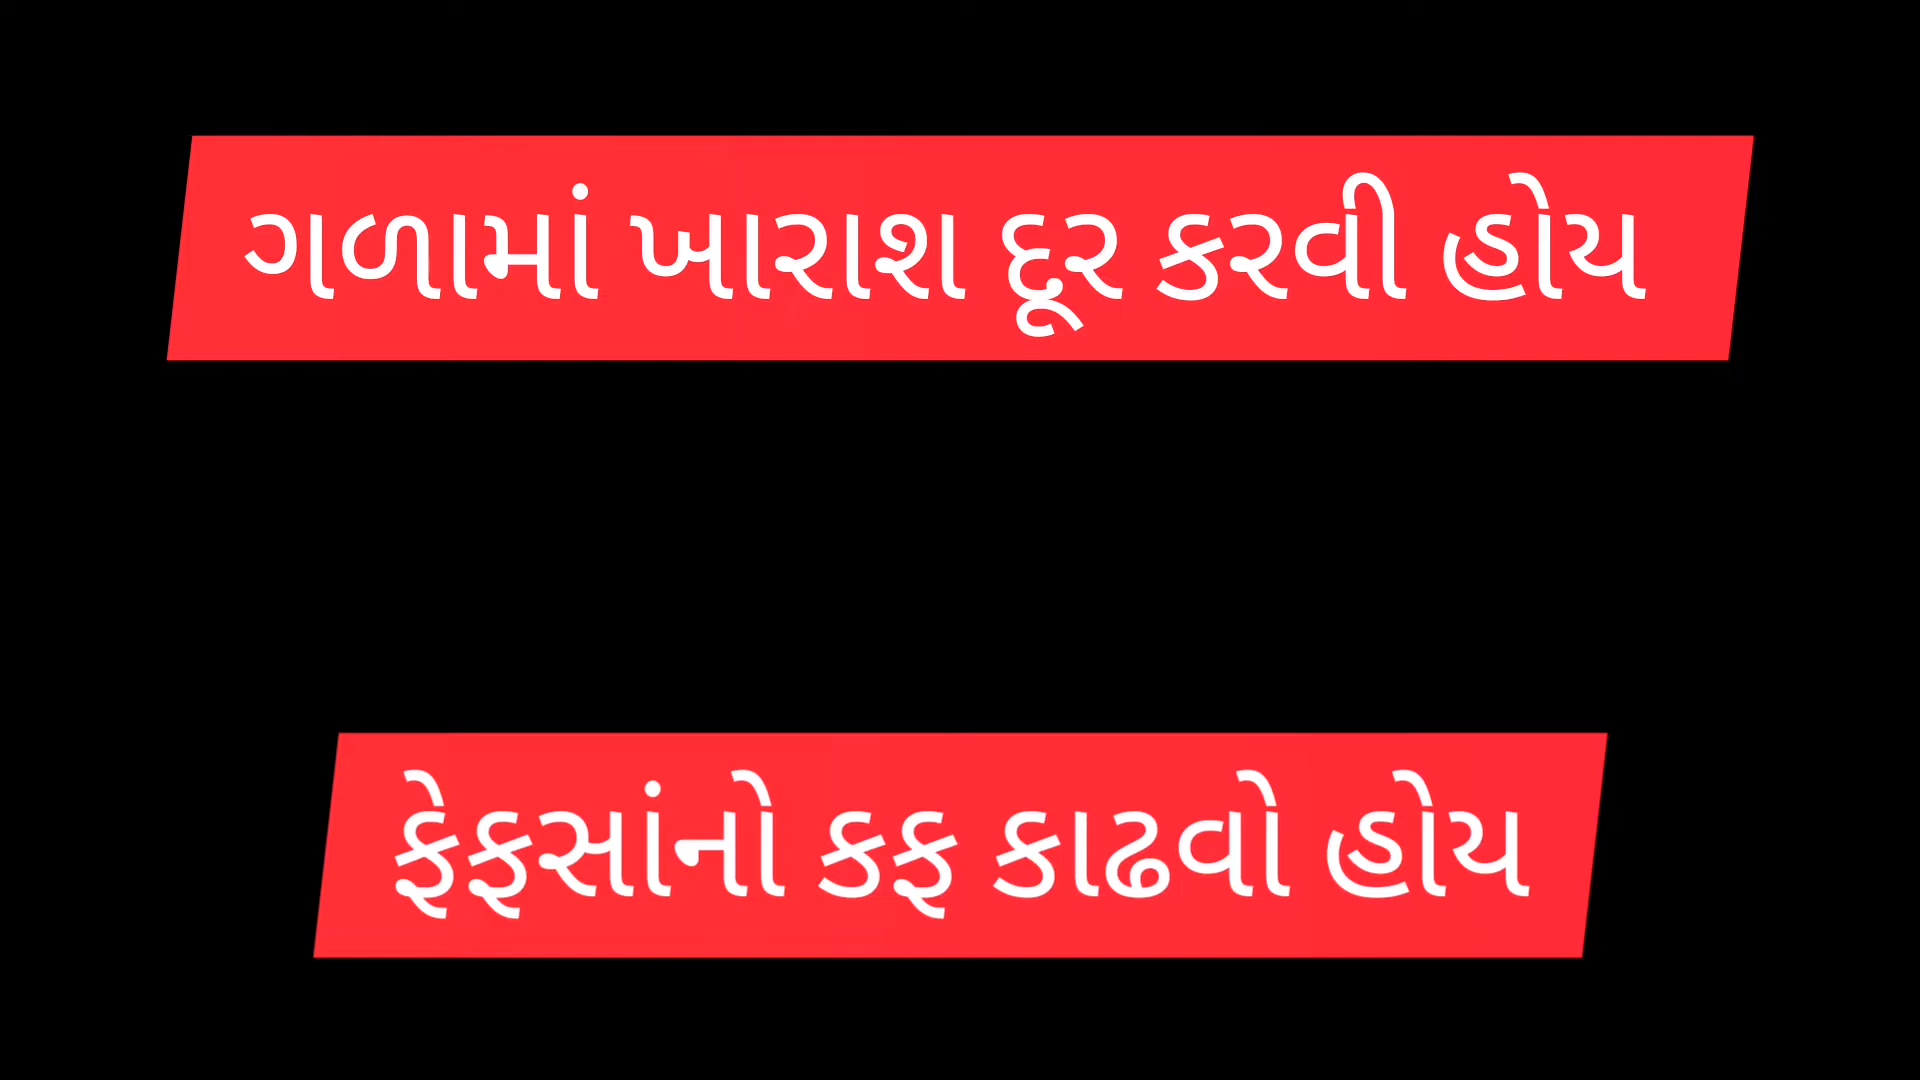 ગળામાં ખારાશ દૂર કરવી હોય
ફેફસાંનો કફ કાઢવો હોય